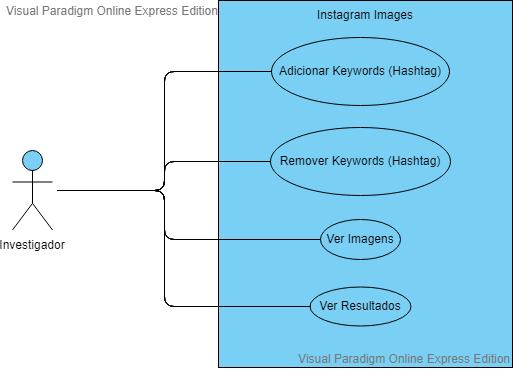 Visual Paradigm Online Express Edition
Instagram Images
Adicionar Keywords (Hashtag)
Remover Keywords (Hashtag)
Investigador
Ver Imagens
Ver Resultados
Visual Paradigm Online Express Edition